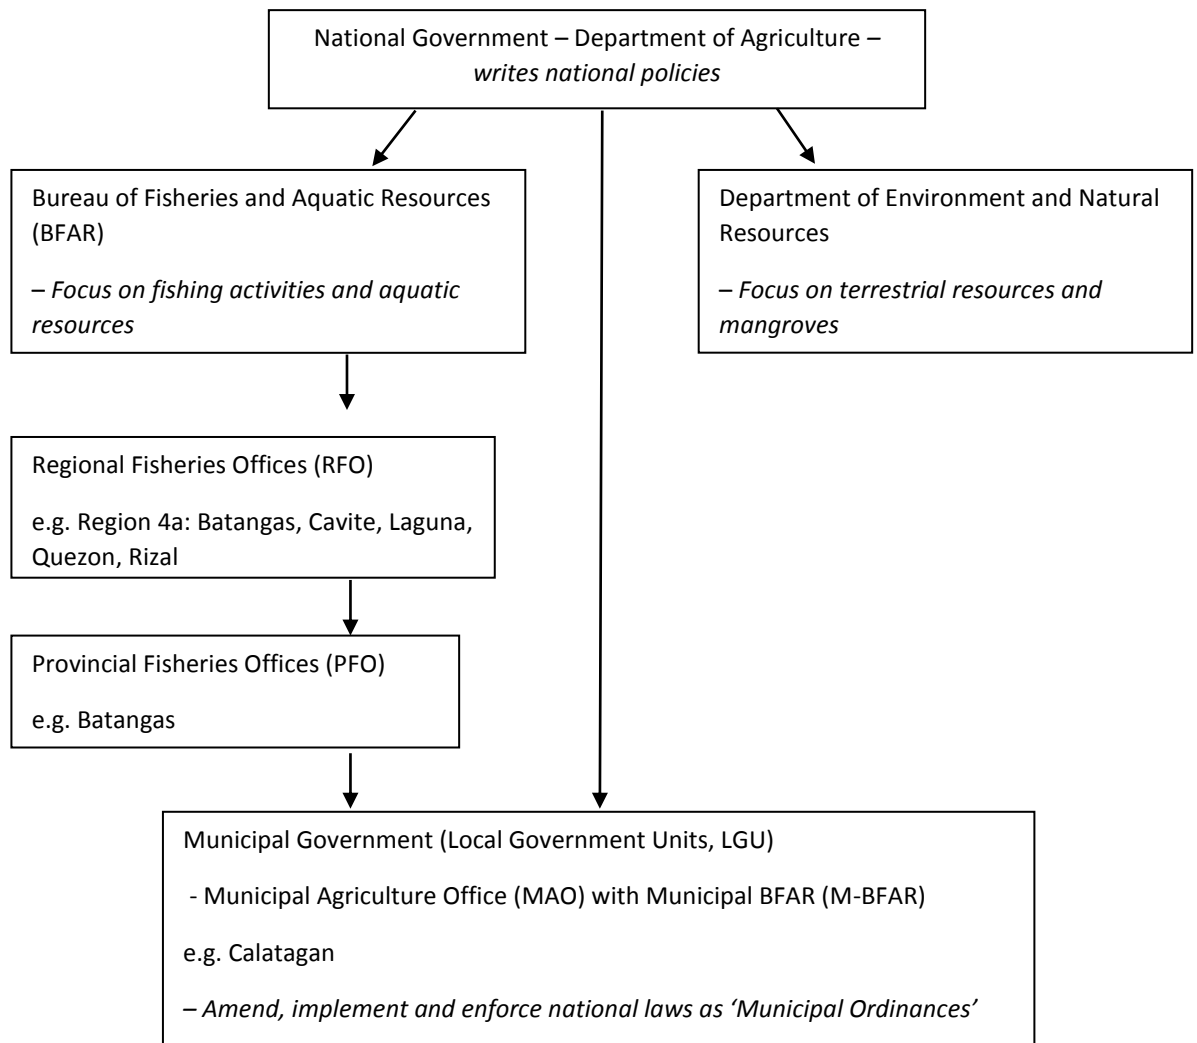 National Government – Department of Agriculture –
writes national policies
Bureau of Fisheries and Aquatic Resources
(BFAR)
– Focus on fishing activities and aquatic
resources
Department of Environment and Natural
Resources
– Focus on terrestrial resources and
mangroves
Regional Fisheries Offices (RFO)
e.g. Region 4a: Batangas, Cavite, Laguna,
Quezon, Rizal
Provincial Fisheries Offices (PFO)
e.g. Batangas
Municipal Government (Local Government Units, LGU)
- Municipal Agriculture Office (MAO) with Municipal BFAR (M-BFAR)
e.g. Calatagan
– Amend, implement and enforce national laws as ‘Municipal Ordinances’